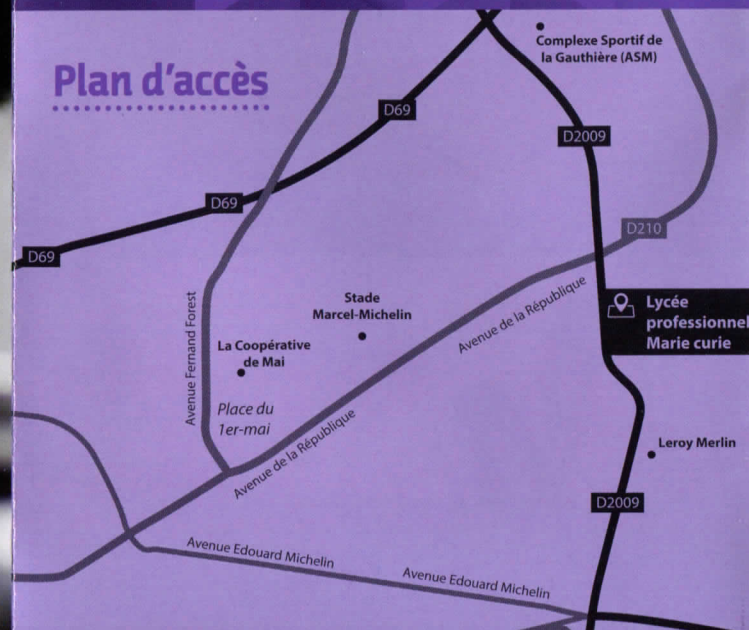 Plan d'accès
Complexe Sportif de
la Gauthière (ASM)
D69
D2009
D69
D210
D69
Lycée
professionnel
Marie curie
Stade
Marcel-Michelin
Avenue de la République
Avenue Fernand Forest
La Coopérative
de Mai
Place du
1er-mai
Avenue de la République
Leroy Merlin
D2009
Avenue Edouard Michelin
Avenue Edouard Michelin